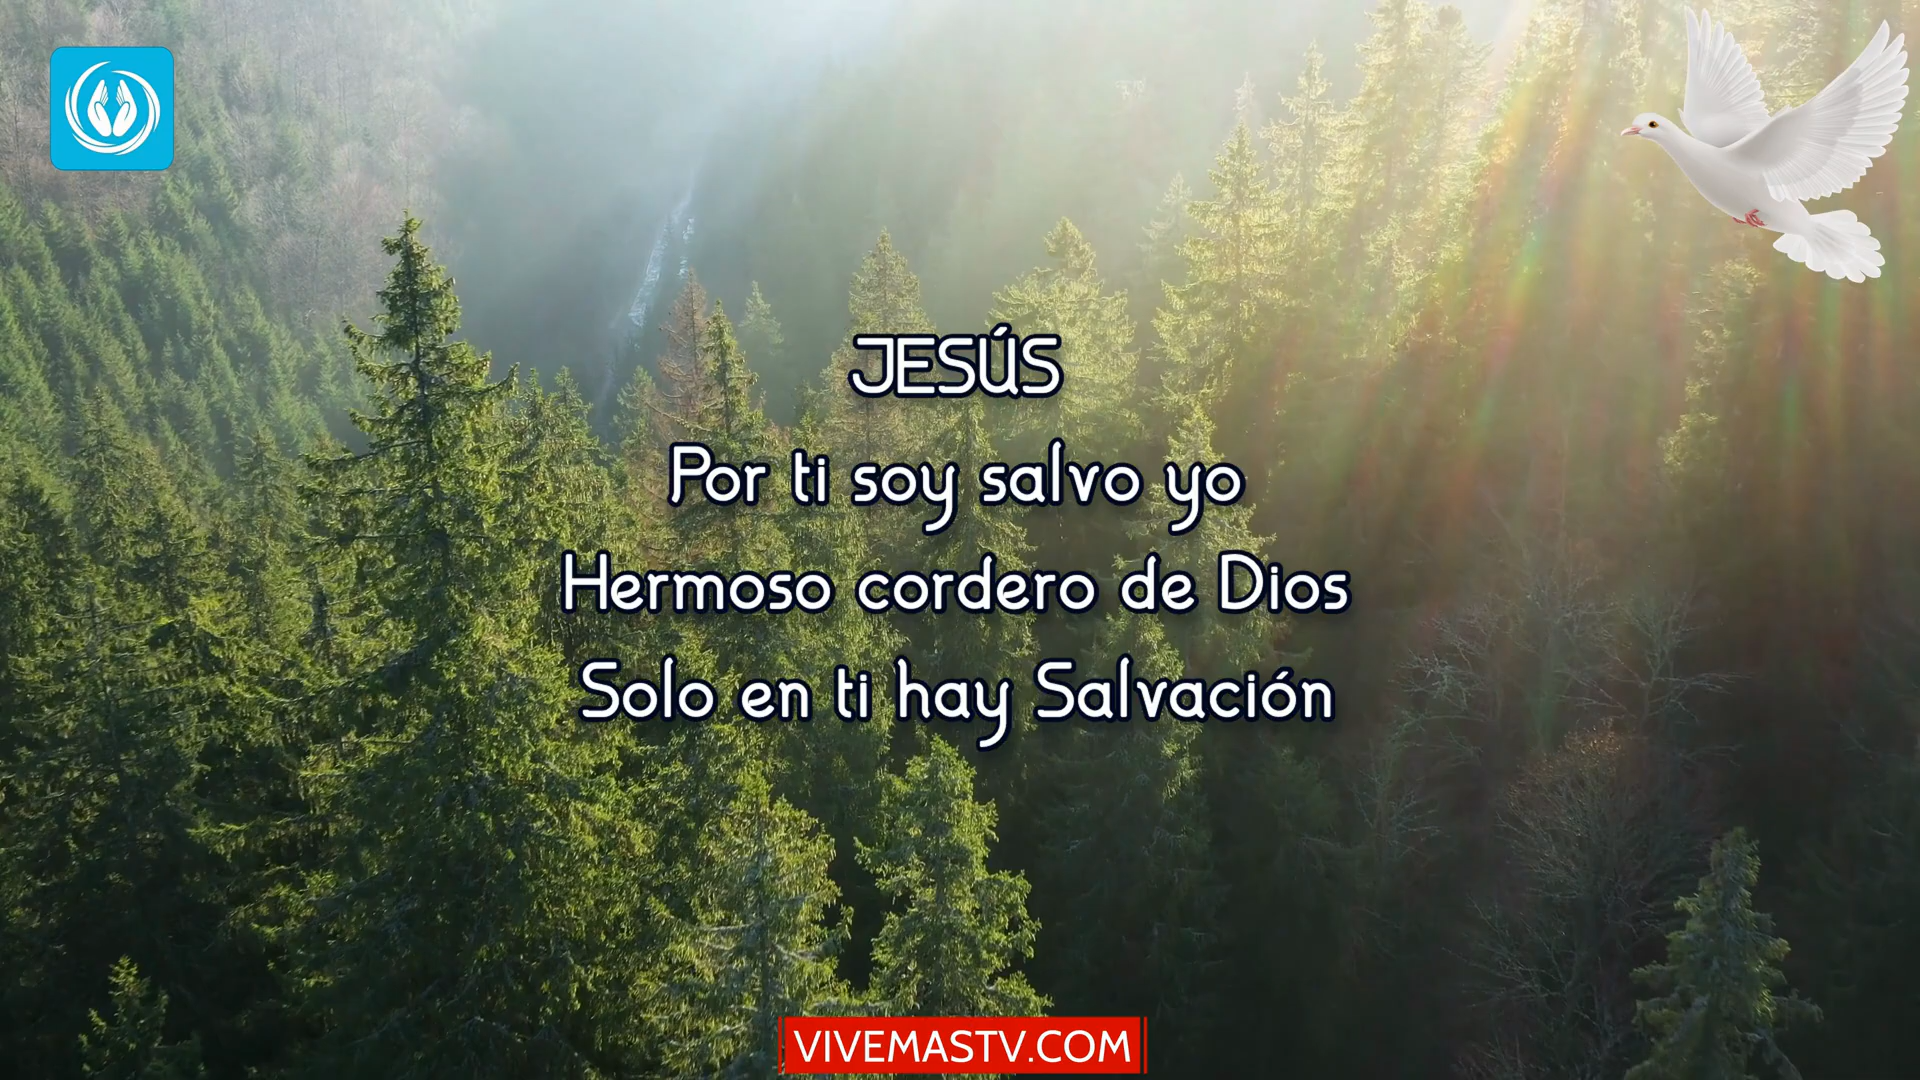 JESÚS
Por ti soy salvo yo
Hermoso cordero de Dios
Solo en ti hay Salvación
VIVEMASTV.COM